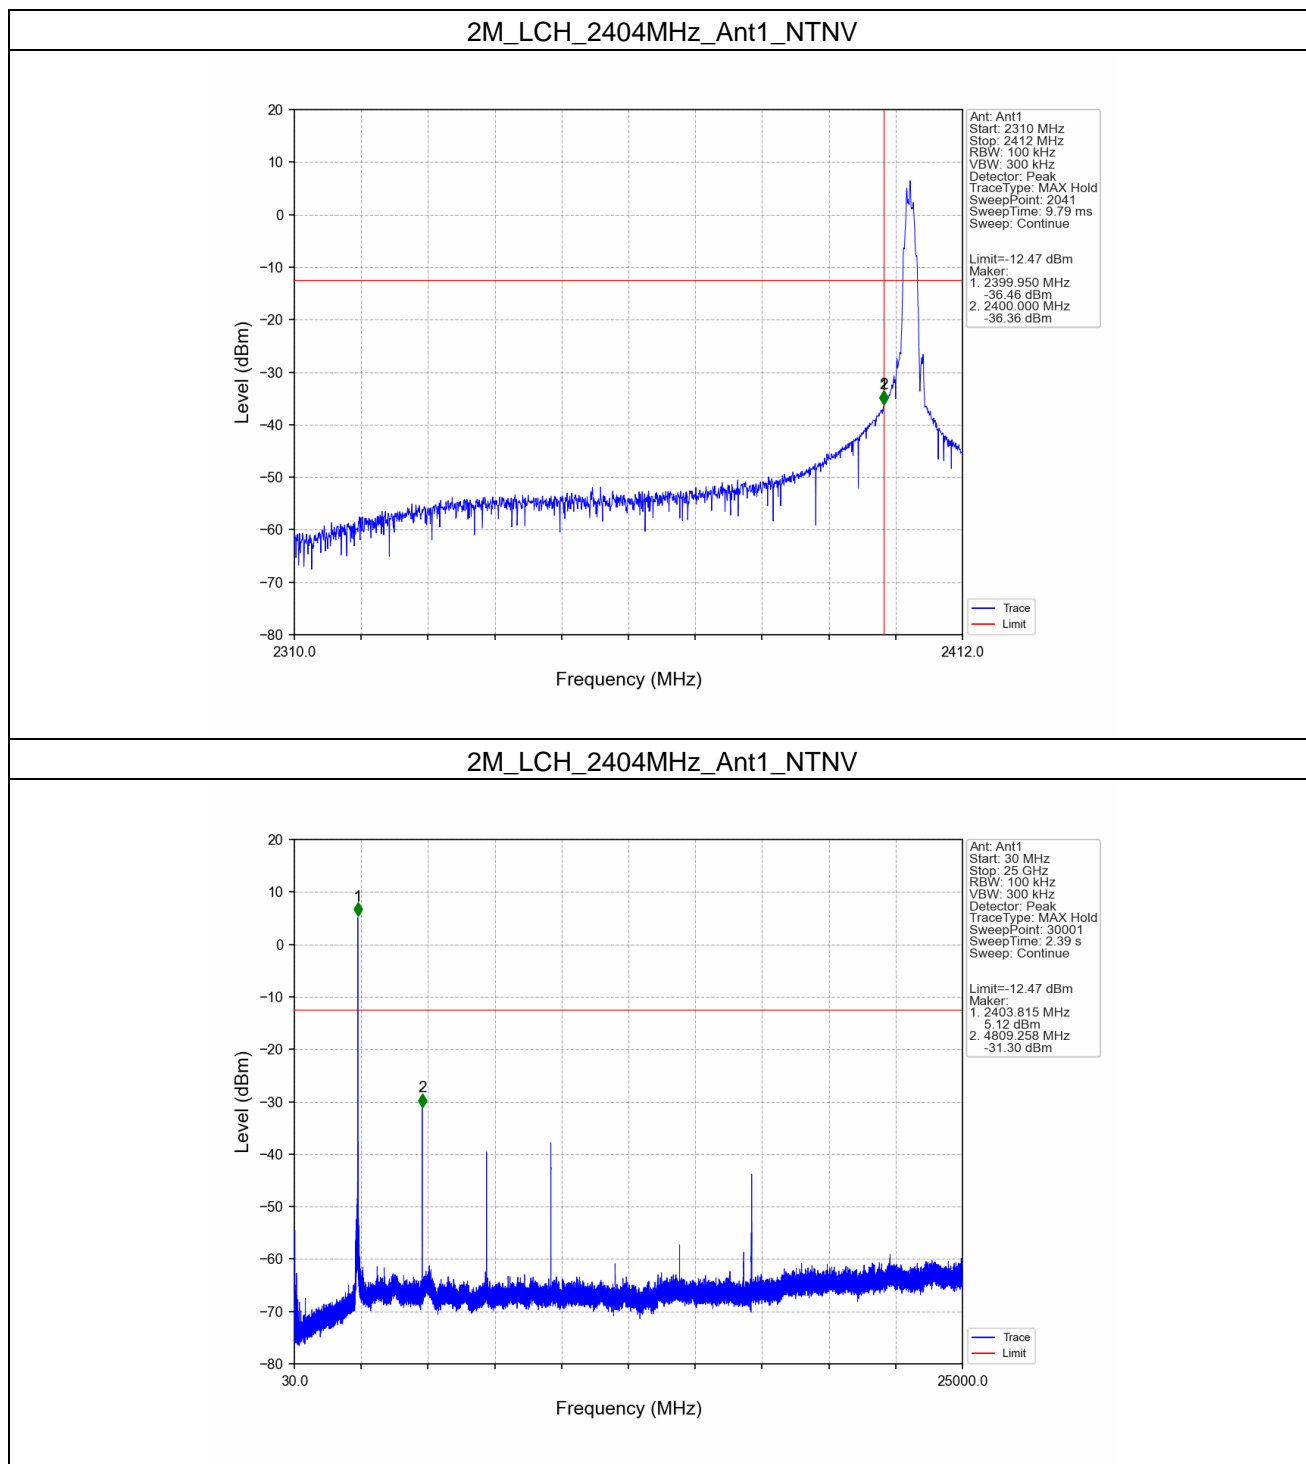 2M_LCH_2404MHz_Ant1_NTNV
20
10
0
−10
−20
−30
−40
−50
−60
−70
−80
Level (dBm)
2310.0
2412.0
Frequency (MHz)
2
Ant: Ant1
Start: 2310 MHz
Stop: 2412 MHz
RBW: 100 kHz
VBW: 300 kHz
Detector: Peak
TraceType: MAX Hold
SweepPoint: 2041
SweepTime: 9.79 ms
Sweep: Continue
Limit=-12.47 dBm
Maker:
1. 2399.950 MHz
-36.46 dBm
2. 2400.000 MHz
-36.36 dBm
Trace
Limit
2M_LCH_2404MHz_Ant1_NTNV
20
10
0
−10
−20
−30
−40
−50
−60
−70
−80
Level (dBm)
30.0
25000.0
Frequency (MHz)
1
2
Ant: Ant1
Start: 30 MHz
Stop: 25 GHz
RBW: 100 kHz
VBW: 300 kHz
Detector: Peak
TraceType: MAX Hold
SweepPoint: 30001
SweepTime: 2.39 s
Sweep: Continue
Limit=-12.47 dBm
Maker:
1. 2403.815 MHz
5.12 dBm
2. 4809.258 MHz
-31.30 dBm
Trace
Limit